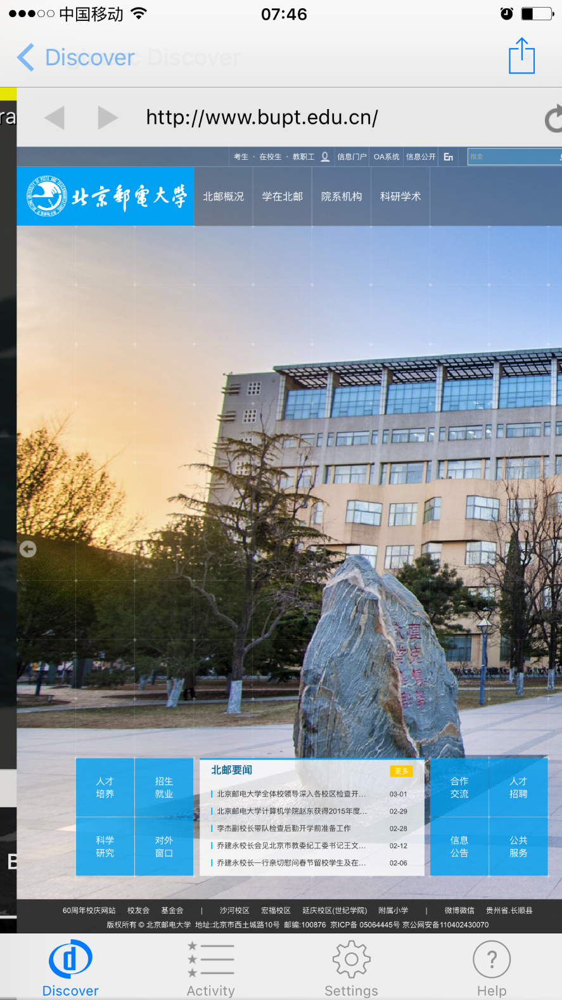 中国移动 07:46
Discover Discover
ra
http://www.bupt.edu.cn/
考生 · 在校生 · 教职工 信息门户 OA系统 信息公开 En 搜索
北京郵電大學 北邮概况 学在北邮 院系机构 科研学术
人才培养 招生就业
科学研究 对外窗口
北邮要闻 更多
北京邮电大学全体校领导深入各校区检查开... 03-01
北京邮电大学计算机学院赵东获得2015年度... 02-29
李杰副校长带队检查后勤开学前准备工作 02-28
乔建永校长会见北京市教委纪工委书记王文... 02-12
乔建永校长一行亲切慰问春节留校学生及在... 02-06
合作交流 人才招聘
信息公告 公共服务
B
60周年校庆网站 校友会 基金会 | 沙河校区 宏福校区 延庆校区(世纪学院) 附属小学 | 微博微信 贵州省.长顺县
版权所有 © 北京邮电大学 地址:北京市西土城路10号 邮编:100876 京ICP备 05064445号 京公网安备110402430070
Discover Activity Settings Help